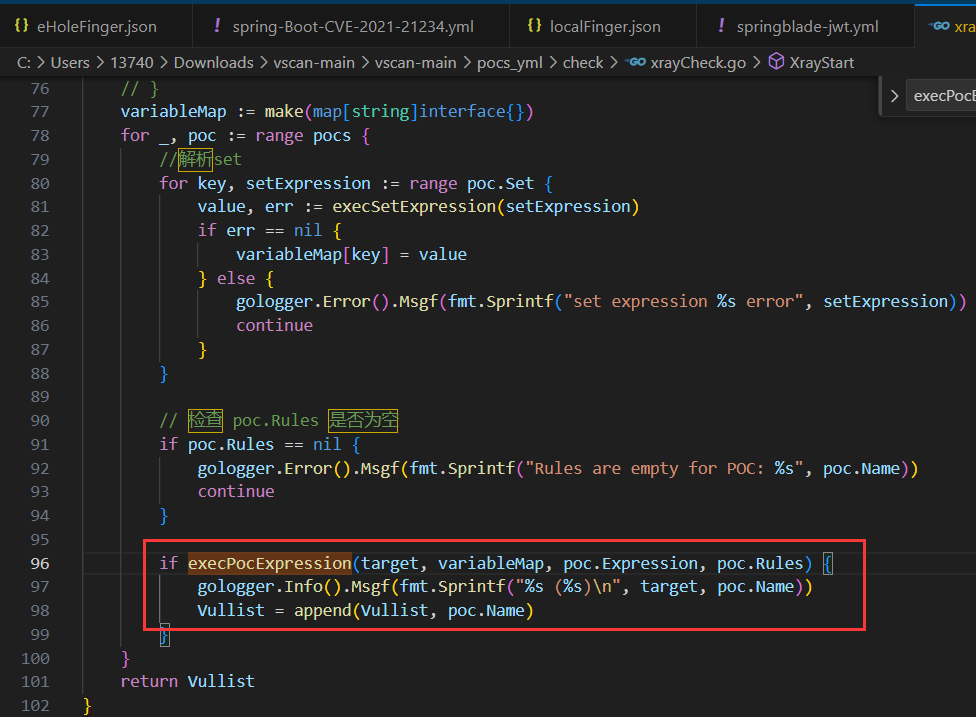 eHoleFinger.json ! spring-Boot-CVE-2021-21234.yml {} localFinger.json ! springblade-jwt.yml GO xra
C: > Users > 13740 > Downloads > vscan-main > vscan-main > pocs_yml > check > GO xrayCheck.go > XrayStart
76 // }
execPocE
77 variableMap := make(map[string]interface{})
78 for _, poc := range pocs {
79 //解析set
80 for key, setExpression := range poc.Set {
81 value, err := execSetExpression(setExpression)
82 if err == nil {
83 variableMap[key] = value
84 } else {
85 gologger.Error().Msgf(fmt.Sprintf("set expression %s error", setExpression))
86 continue
87 }
88 }
89
90 // 检查 poc.Rules 是否为空
91 if poc.Rules == nil {
92 gologger.Error().Msgf(fmt.Sprintf("Rules are empty for POC: %s", poc.Name))
93 continue
94 }
95
96 if execPocExpression(target, variableMap, poc.Expression, poc.Rules) {
97 gologger.Info().Msgf(fmt.Sprintf("%s (%s)\n", target, poc.Name))
98 Vullist = append(Vullist, poc.Name)
99 }
100 }
101 return Vullist
102 }